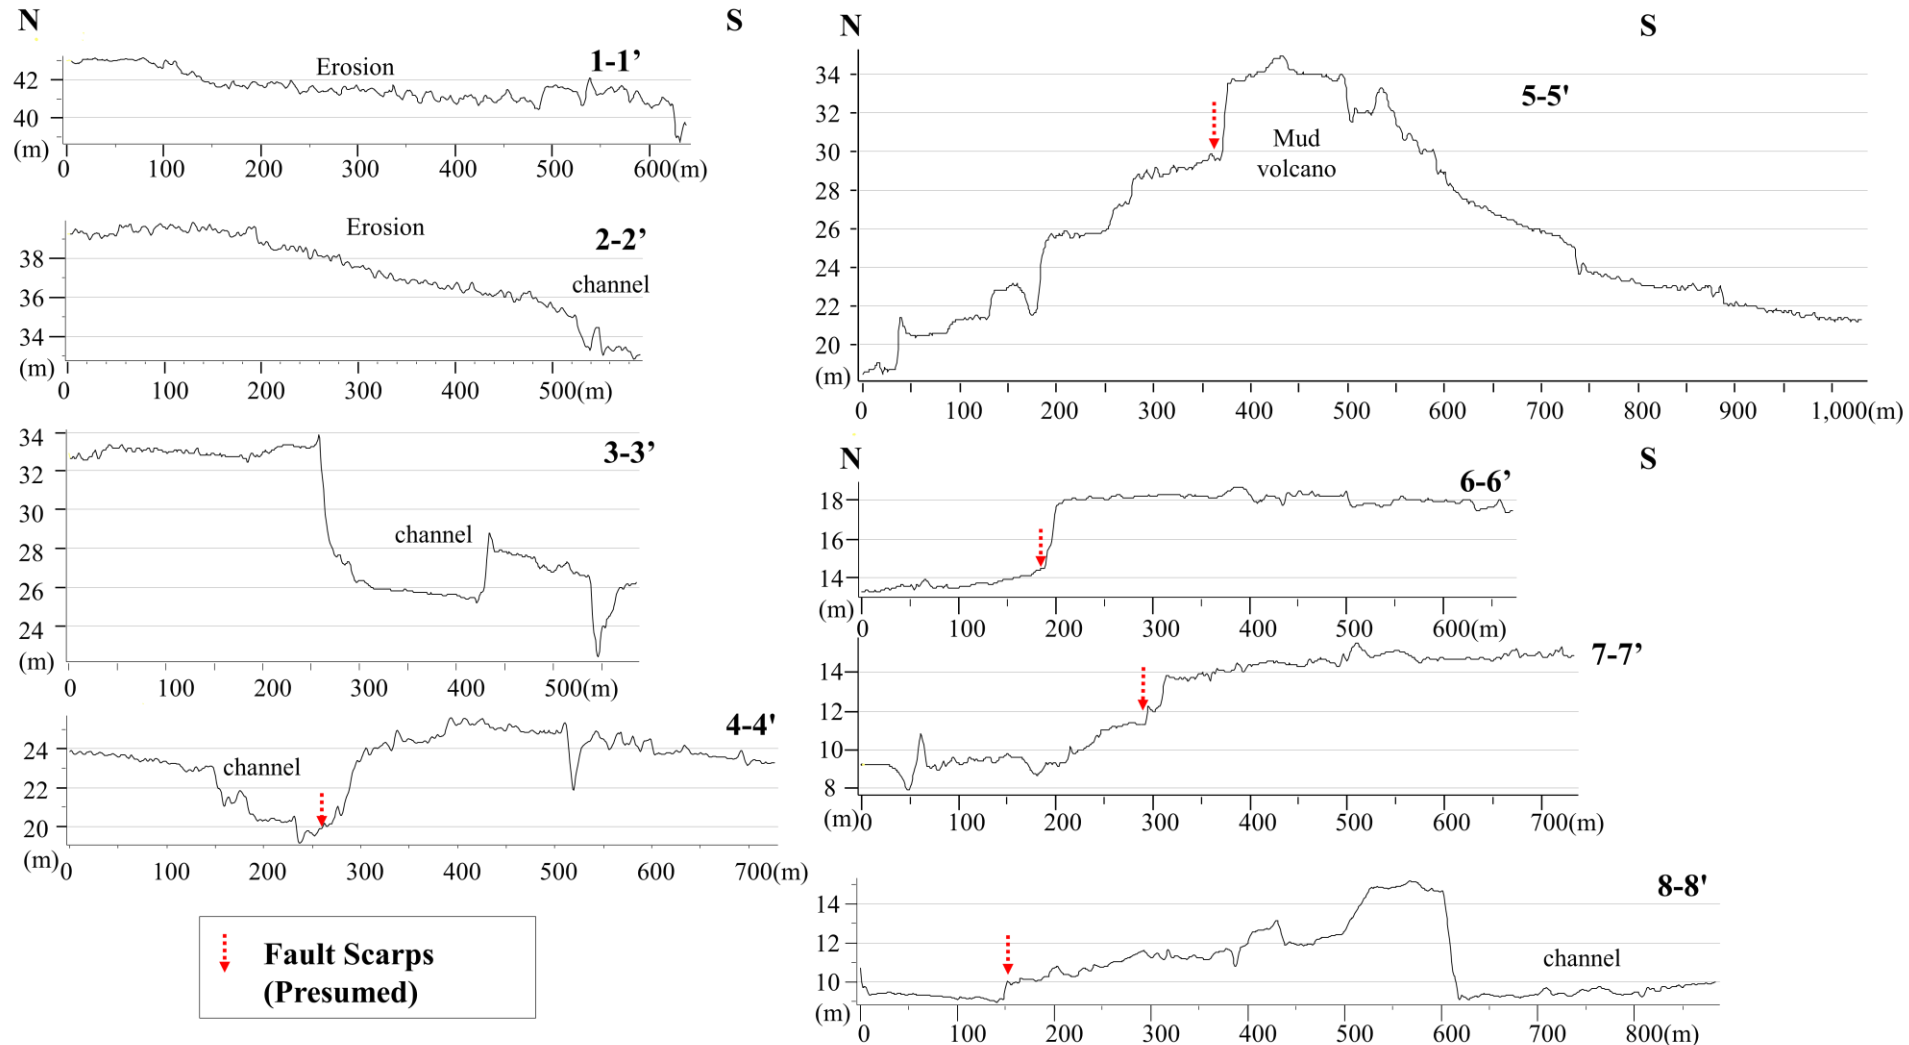 N S
1-1’
Erosion
42
40
(m)
0 100 200 300 400 500 600(m)
2-2’
Erosion
channel
38
36
34
(m)
0 100 200 300 400 500(m)
3-3’
channel
34
32
30
28
26
24
(m)
0 100 200 300 400 500(m)
4-4'
channel
24
22
20
(m)
0 100 200 300 400 500 600 700(m)
Fault Scarps
(Presumed)
N S
5-5'
Mud
volcano
34
32
30
28
26
24
22
20
(m)
0 100 200 300 400 500 600 700 800 900 1,000(m)
N S
6-6’
18
16
14
(m)
0 100 200 300 400 500 600(m)
7-7’
14
12
10
8
(m)
0 100 200 300 400 500 600 700(m)
8-8'
channel
14
12
10
(m)
0 100 200 300 400 500 600 700 800(m)